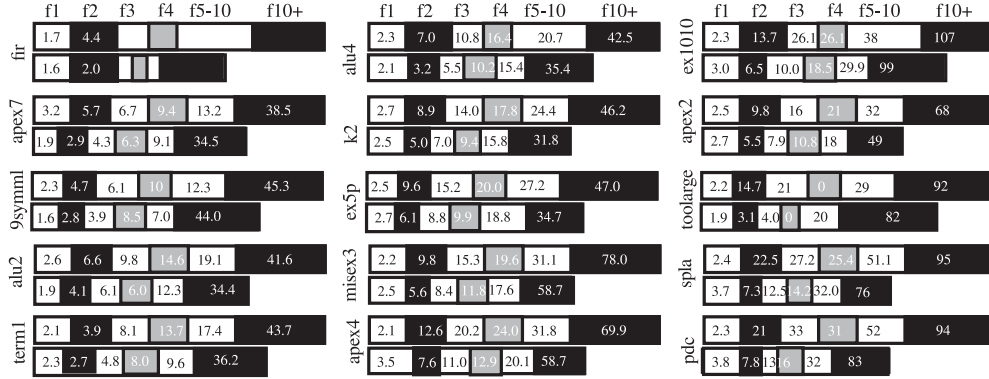 f1 f2 f3 f4 f5-10 f10+
fir
1.7 4.4
1.6 2.0
apex7
3.2 5.7 6.7 9.4 13.2 38.5
1.9 2.9 4.3 6.3 9.1 34.5
9symml
2.3 4.7 6.1 10 12.3 45.3
1.6 2.8 3.9 8.5 7.0 44.0
alu2
2.6 6.6 9.8 14.6 19.1 41.6
1.9 4.1 6.1 6.0 12.3 34.4
term1
2.1 3.9 8.1 13.7 17.4 43.7
2.3 2.7 4.8 8.0 9.6 36.2
f1 f2 f3 f4 f5-10 f10+
alu4
2.3 7.0 10.8 16.4 20.7 42.5
2.1 3.2 5.5 10.2 15.4 35.4
k2
2.7 8.9 14.0 17.8 24.4 46.2
2.5 5.0 7.0 9.4 15.8 31.8
ex5p
2.5 9.6 15.2 20.0 27.2 47.0
2.7 6.1 8.8 9.9 18.8 34.7
misex3
2.2 9.8 15.3 19.6 31.1 78.0
2.5 5.6 8.4 11.8 17.6 58.7
apex4
2.1 12.6 20.2 24.0 31.8 69.9
3.5 7.6 11.0 12.9 20.1 58.7
f1 f2 f3 f4 f5-10 f10+
ex1010
2.3 13.7 26.1 26.1 38 107
3.0 6.5 10.0 18.5 29.9 99
apex2
2.5 9.8 16 21 32 68
2.7 5.5 7.9 10.8 18 49
toolarge
2.2 14.7 21 0 29 92
1.9 3.1 4.0 0 20 82
spla
2.4 22.5 27.2 25.4 51.1 95
3.7 7.3 12.5 14.2 32.0 76
pdc
2.3 21 33 31 52 94
3.8 7.8 13 16 32 83